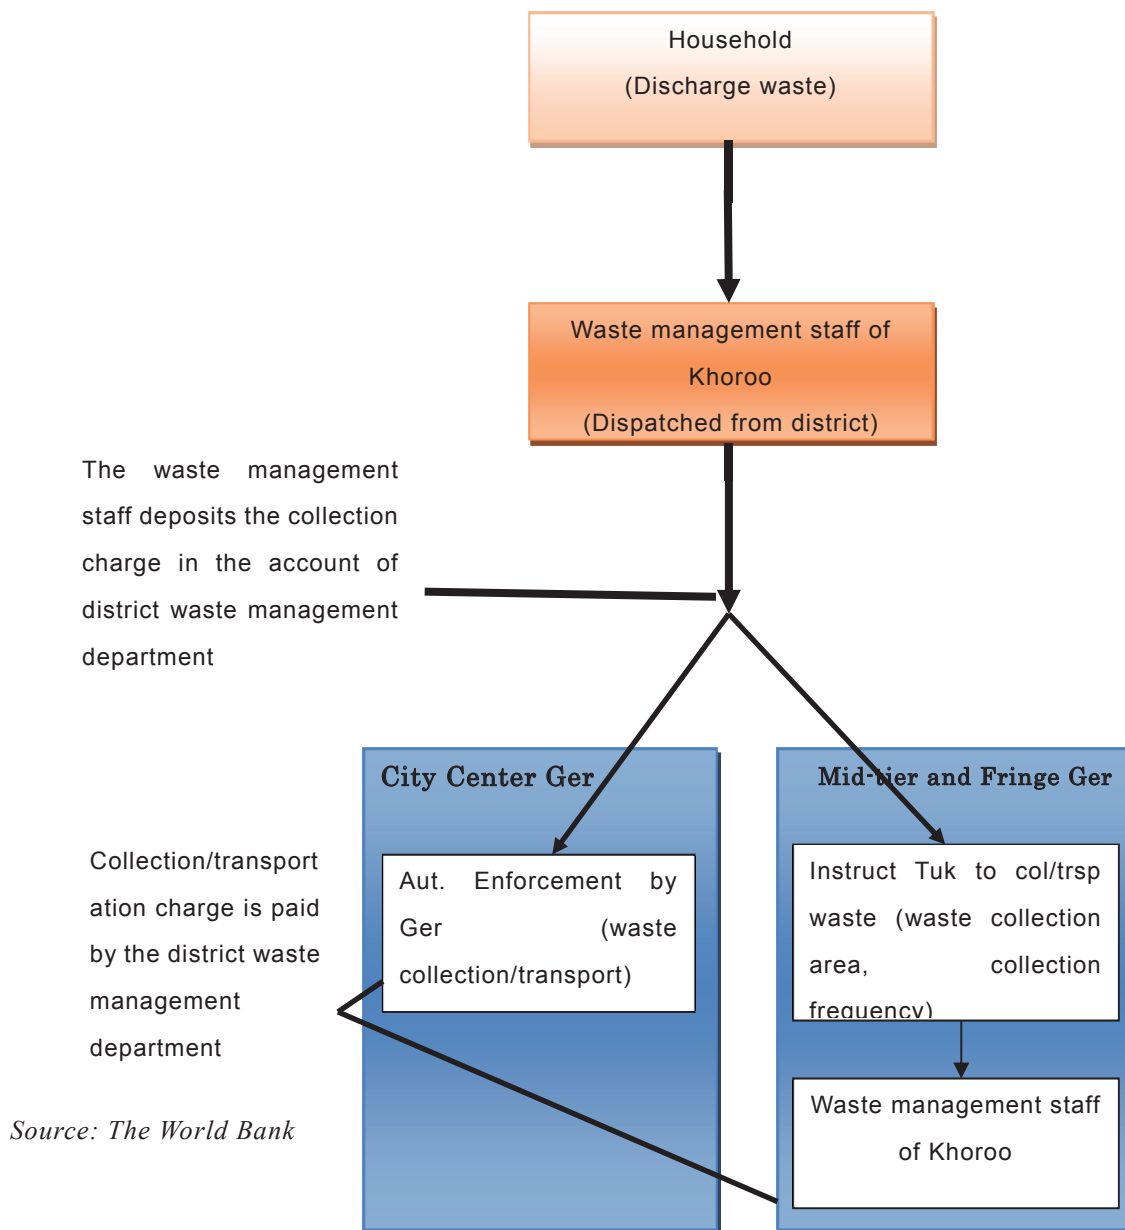 Household
(Discharge waste)
Waste management staff of
Khoroo
(Dispatched from district)
The waste management
staff deposits the collection
charge in the account of
district waste management
department
City Center Ger
Mid-tier and Fringe Ger
Collection/transport
ation charge is paid
by the district waste
management
department
Aut. Enforcement by
Ger (waste
collection/transport)
Instruct Tuk to col/trsp
waste (waste collection
area, collection
frequency)
Waste management staff
of Khoroo
Source: The World Bank